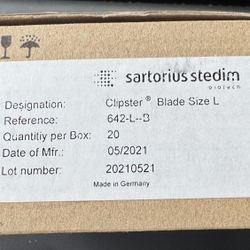 sartorius stedim
biotech
Designation: Clipster® Blade Size L
Reference: 642-L--B
Quantitiy per Box: 20
Date of Mfr.: 05/2021
Lot number: 20210521
Made in Germany